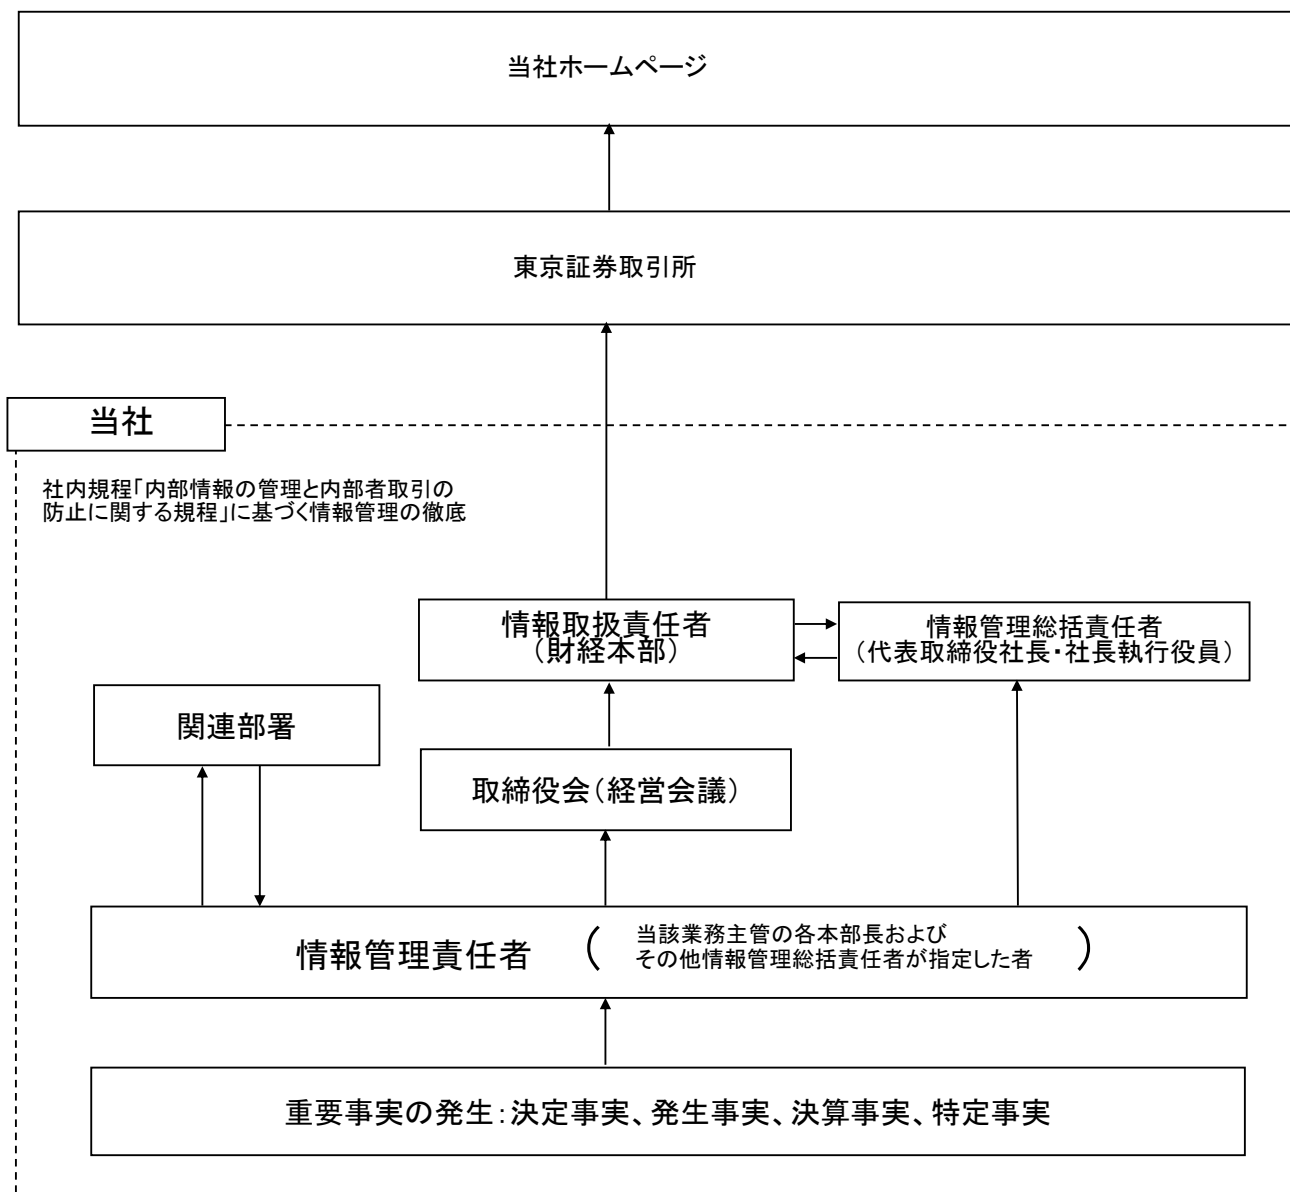 当社ホームページ
東京証券取引所
当社
社内規程「内部情報の管理と内部者取引の
防止に関する規程」に基づく情報管理の徹底
情報取扱責任者
（財経本部）
情報管理総括責任者
（代表取締役社長・社長執行役員）
関連部署
取締役会（経営会議）
情報管理責任者
（当該業務主管の各本部長および
その他情報管理総括責任者が指定した者）
重要事実の発生：決定事実、発生事実、決算事実、特定事実